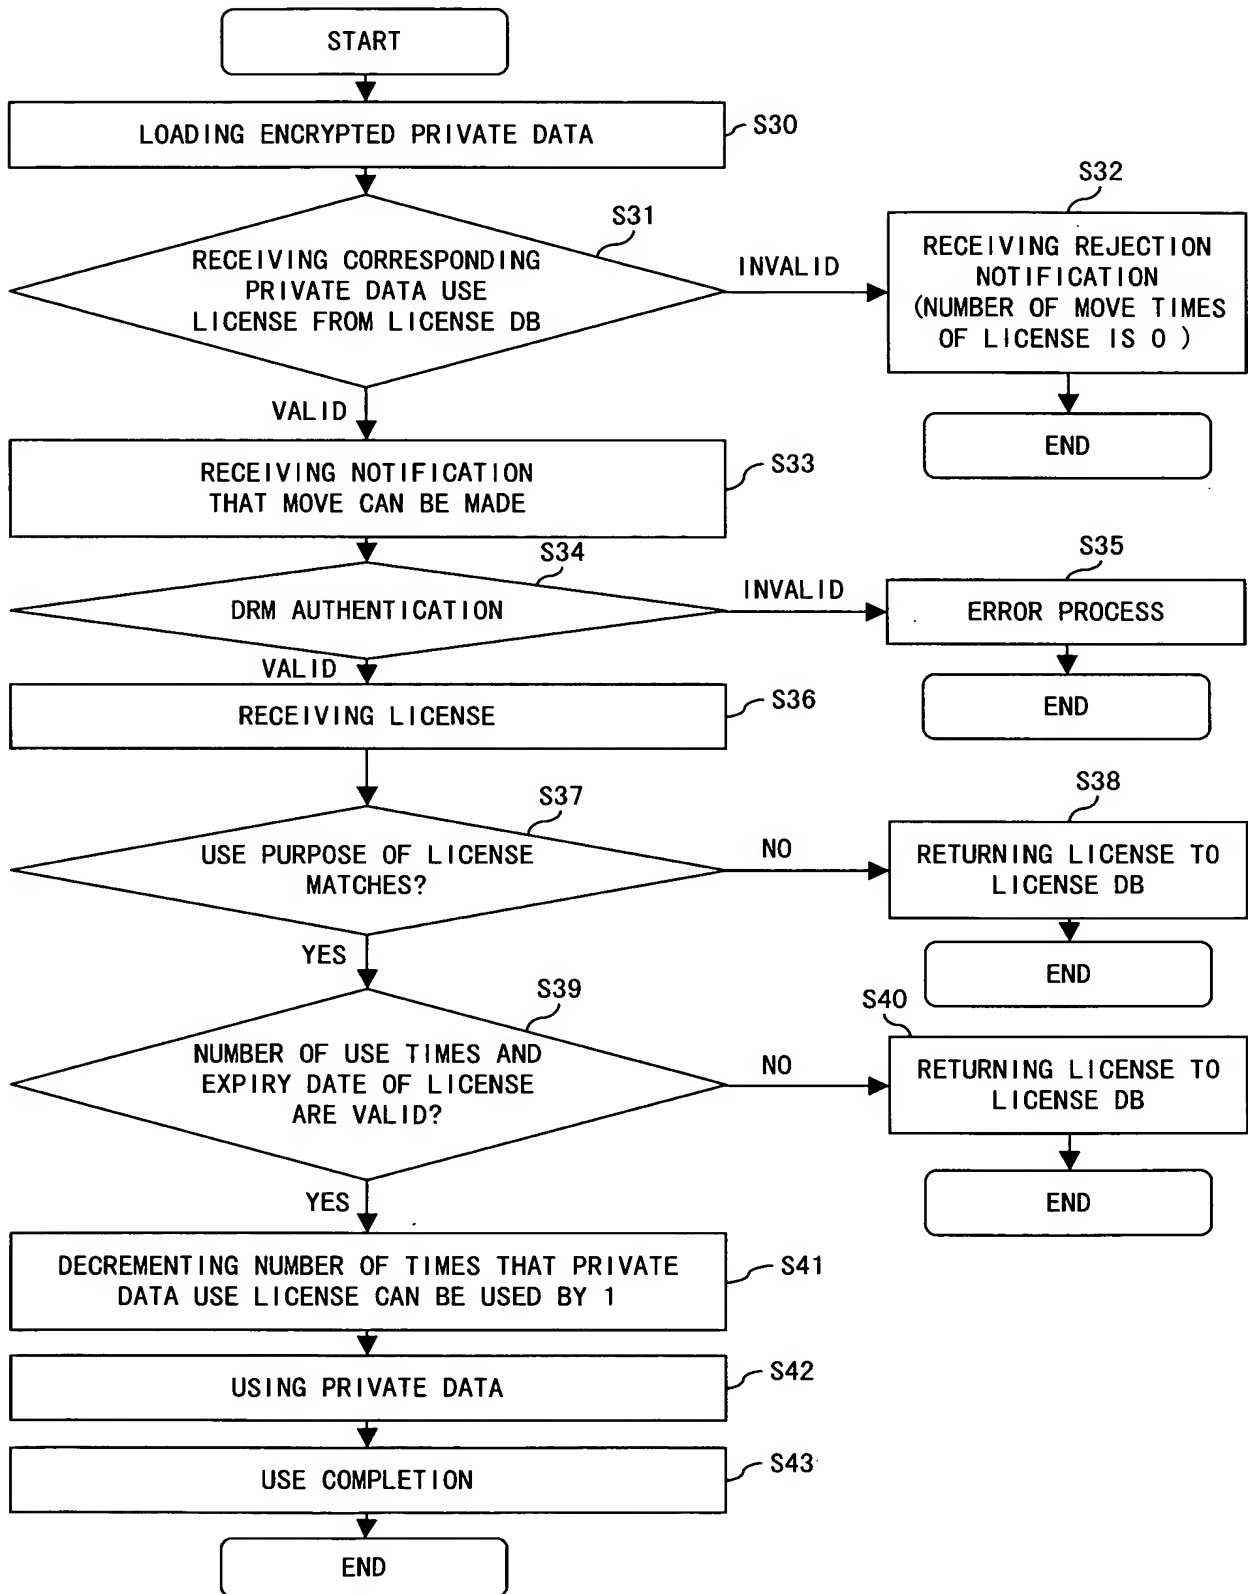 START
LOADING ENCRYPTED PRIVATE DATA
S30
S31
RECEIVING CORRESPONDING
PRIVATE DATA USE
LICENSE FROM LICENSE DB
INVALID
S32
RECEIVING REJECTION
NOTIFICATION
(NUMBER OF MOVE TIMES
OF LICENSE IS 0 )
END
VALID
RECEIVING NOTIFICATION
THAT MOVE CAN BE MADE
S33
S34
DRM AUTHENTICATION
INVALID
S35
ERROR PROCESS
END
VALID
RECEIVING LICENSE
S36
S37
USE PURPOSE OF LICENSE
MATCHES?
NO
S38
RETURNING LICENSE TO
LICENSE DB
END
YES
S39
NUMBER OF USE TIMES AND
EXPIRY DATE OF LICENSE
ARE VALID?
NO
S40
RETURNING LICENSE TO
LICENSE DB
END
YES
DECREMENTING NUMBER OF TIMES THAT PRIVATE
DATA USE LICENSE CAN BE USED BY 1
S41
USING PRIVATE DATA
S42
USE COMPLETION
S43
END